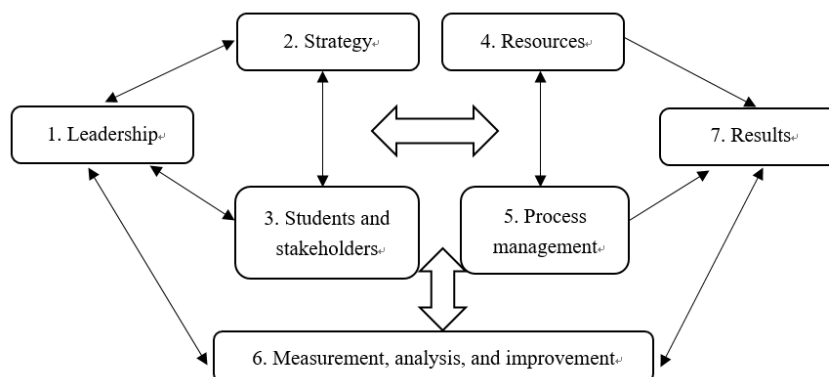 2. Strategy
4. Resources
1. Leadership
7. Results
3. Students and
stakeholders
5. Process
management
6. Measurement, analysis, and improvement